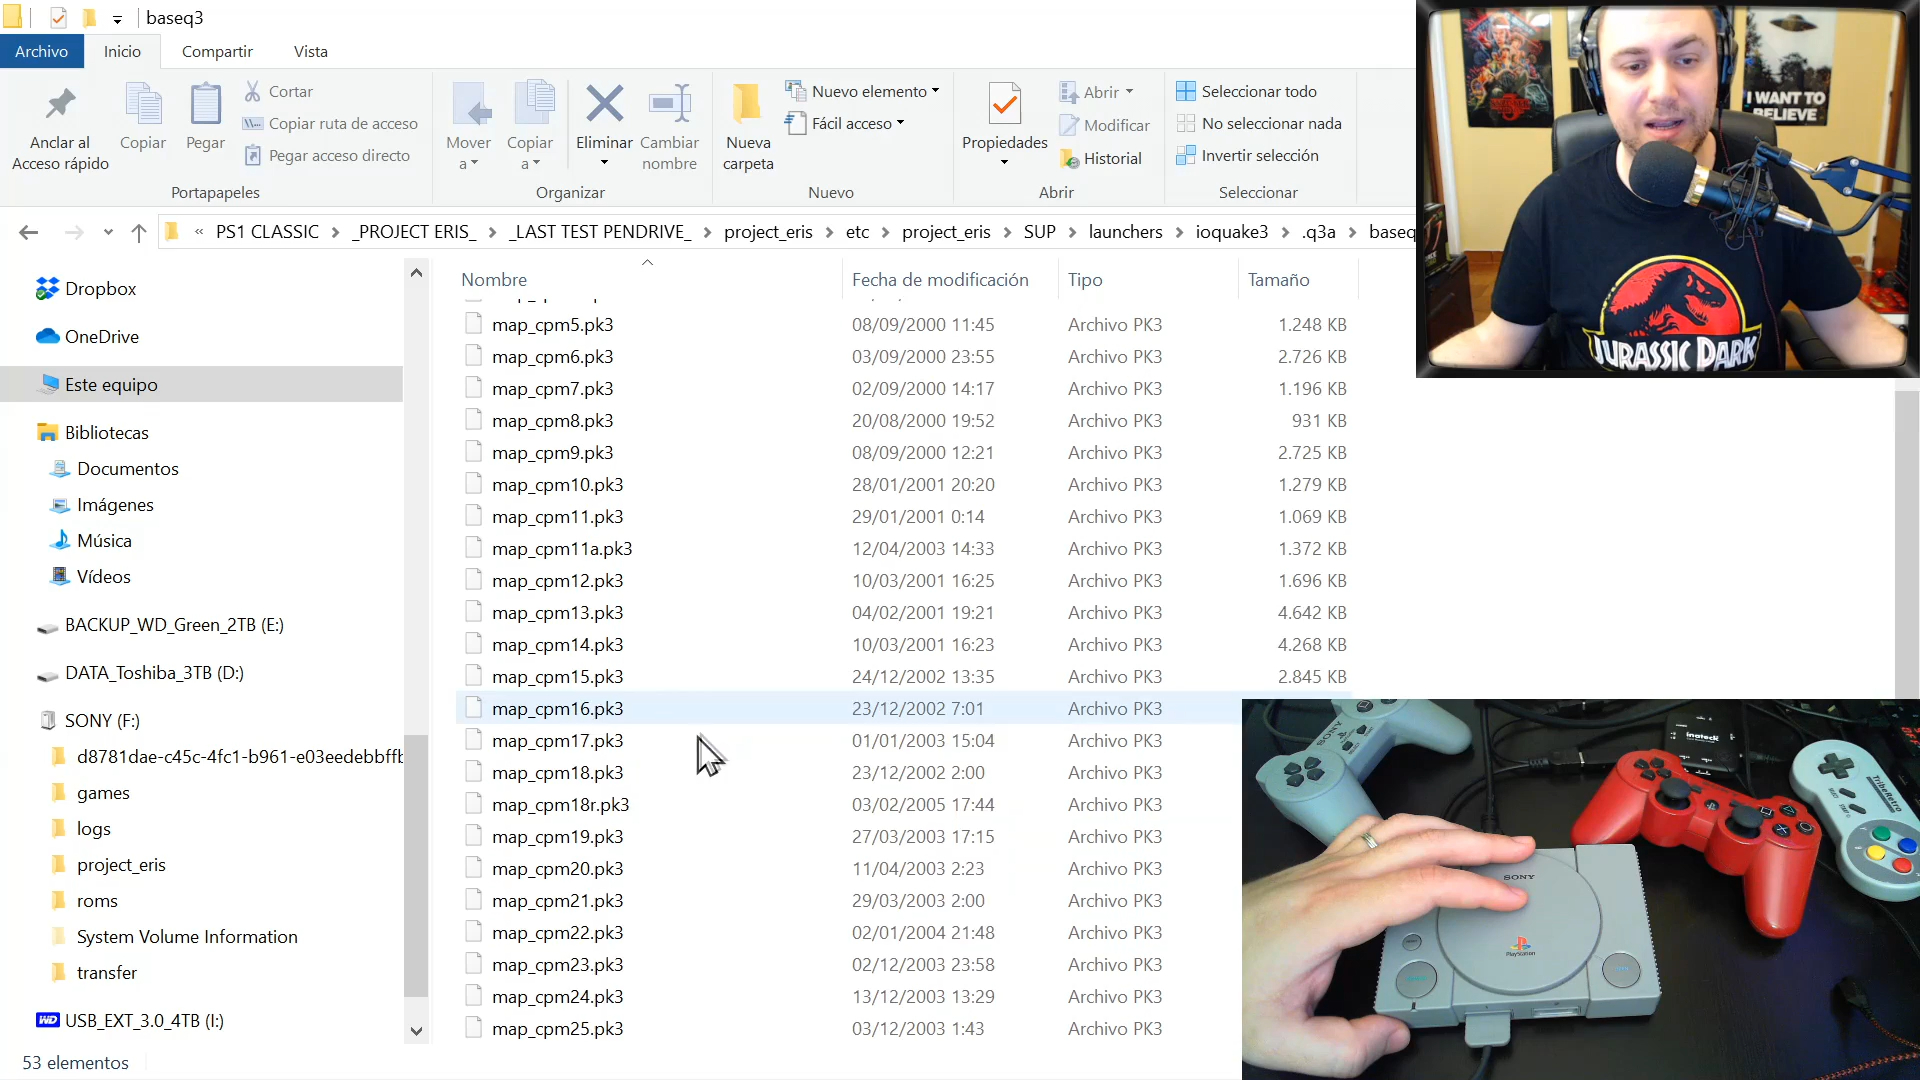 baseq3
Archivo Inicio Compartir Vista
Anclar al
Acceso rápido
Copiar
Pegar
Cortar
Copiar ruta de acceso
Pegar acceso directo
Portapapeles
Mover
a
Copiar
a
Eliminar
Cambiar
nombre
Organizar
Nueva
carpeta
Nuevo elemento
Fácil acceso
Nuevo
Propiedades
Abrir
Modificar
Historial
Abrir
Seleccionar todo
No seleccionar nada
Invertir selección
Seleccionar
« PS1 CLASSIC > _PROJECT ERIS_ > _LAST TEST PENDRIVE_ > project_eris > etc > project_eris > SUP > launchers > ioquake3 > .q3a > baseq
Dropbox
OneDrive
Este equipo
Bibliotecas
Documentos
Imágenes
Música
Vídeos
BACKUP_WD_Green_2TB (E:)
DATA_Toshiba_3TB (D:)
SONY (F:)
d8781dae-c45c-4fc1-b961-e03eedebbffb
games
logs
project_eris
roms
System Volume Information
transfer
WD USB_EXT_3.0_4TB (I:)
Nombre Fecha de modificación Tipo Tamaño
map_cpm5.pk3 08/09/2000 11:45 Archivo PK3 1.248 KB
map_cpm6.pk3 03/09/2000 23:55 Archivo PK3 2.726 KB
map_cpm7.pk3 02/09/2000 14:17 Archivo PK3 1.196 KB
map_cpm8.pk3 20/08/2000 19:52 Archivo PK3 931 KB
map_cpm9.pk3 08/09/2000 12:21 Archivo PK3 2.725 KB
map_cpm10.pk3 28/01/2001 20:20 Archivo PK3 1.279 KB
map_cpm11.pk3 29/01/2001 0:14 Archivo PK3 1.069 KB
map_cpm11a.pk3 12/04/2003 14:33 Archivo PK3 1.372 KB
map_cpm12.pk3 10/03/2001 16:25 Archivo PK3 1.696 KB
map_cpm13.pk3 04/02/2001 19:21 Archivo PK3 4.642 KB
map_cpm14.pk3 10/03/2001 16:23 Archivo PK3 4.268 KB
map_cpm15.pk3 24/12/2002 13:35 Archivo PK3 2.845 KB
map_cpm16.pk3 23/12/2002 7:01 Archivo PK3
map_cpm17.pk3 01/01/2003 15:04 Archivo PK3
map_cpm18.pk3 23/12/2002 2:00 Archivo PK3
map_cpm18r.pk3 03/02/2005 17:44 Archivo PK3
map_cpm19.pk3 27/03/2003 17:15 Archivo PK3
map_cpm20.pk3 11/04/2003 2:23 Archivo PK3
map_cpm21.pk3 29/03/2003 2:00 Archivo PK3
map_cpm22.pk3 02/01/2004 21:48 Archivo PK3
map_cpm23.pk3 02/12/2003 23:58 Archivo PK3
map_cpm24.pk3 13/12/2003 13:29 Archivo PK3
map_cpm25.pk3 03/12/2003 1:43 Archivo PK3
53 elementos
I WANT TO
BELIEVE
JURASSIC PARK
SONY
inateck
TribeRetro
SONY
PlayStation